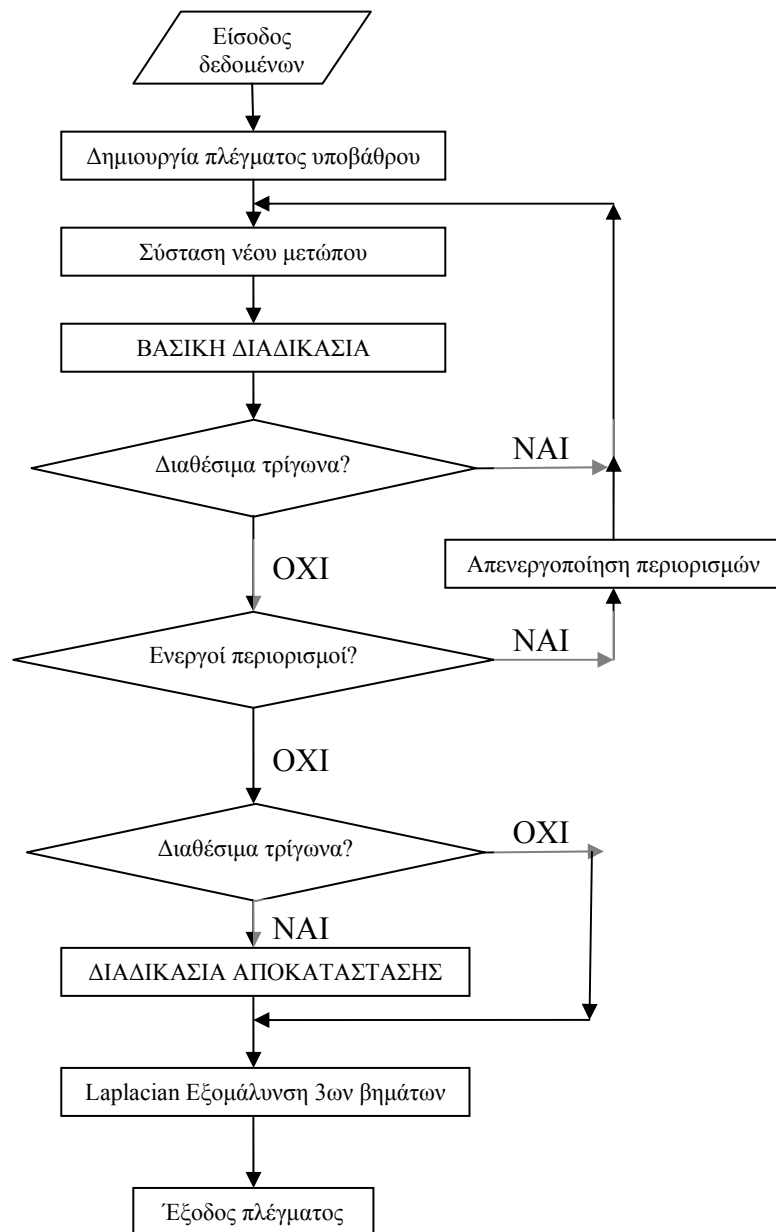 Είσοδος
δεδομένων
Δημιουργία πλέγματος υποβάθρου
Σύσταση νέου μετώπου
ΒΑΣΙΚΗ ΔΙΑΔΙΚΑΣΙΑ
Διαθέσιμα τρίγωνα?
ΝΑΙ
ΟΧΙ
Απενεργοποίηση περιορισμών
Ενεργοί περιορισμοί?
ΝΑΙ
ΟΧΙ
Διαθέσιμα τρίγωνα?
ΟΧΙ
ΝΑΙ
ΔΙΑΔΙΚΑΣΙΑ ΑΠΟΚΑΤΑΣΤΑΣΗΣ
Laplacian Εξομάλυνση 3ων βημάτων
Έξοδος πλέγματος